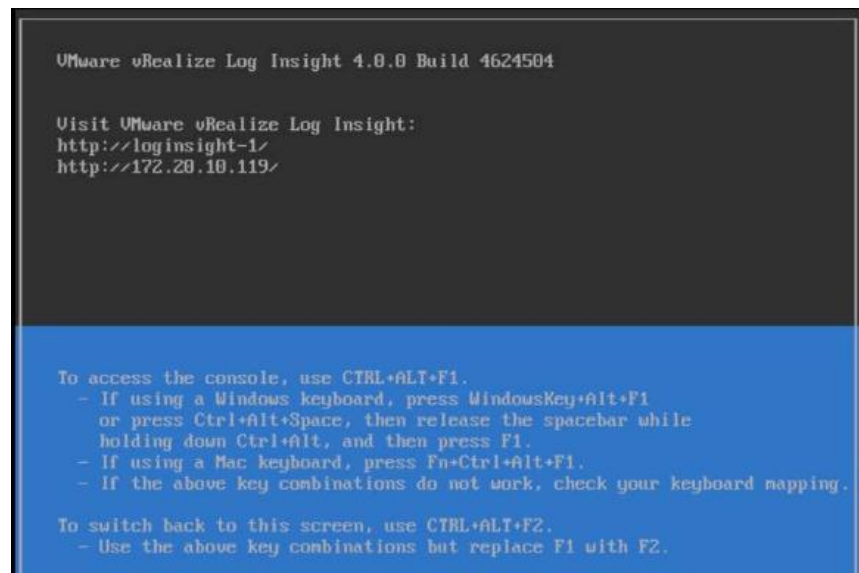 VMware vRealize Log Insight 4.0.0 Build 4624504
Visit VMware vRealize Log Insight:
http://loginsight-1/
http://172.20.10.119/
To access the console, use CTRL+ALT+F1.
- If using a Windows keyboard, press WindowsKey+Alt+F1
or press Ctrl+Alt+Space, then release the spacebar while
holding down Ctrl+Alt, and then press F1.
- If using a Mac keyboard, press Fn+Ctrl+Alt+F1.
- If the above key combinations do not work, check your keyboard mapping.
To switch back to this screen, use CTRL+ALT+F2.
- Use the above key combinations but replace F1 with F2.